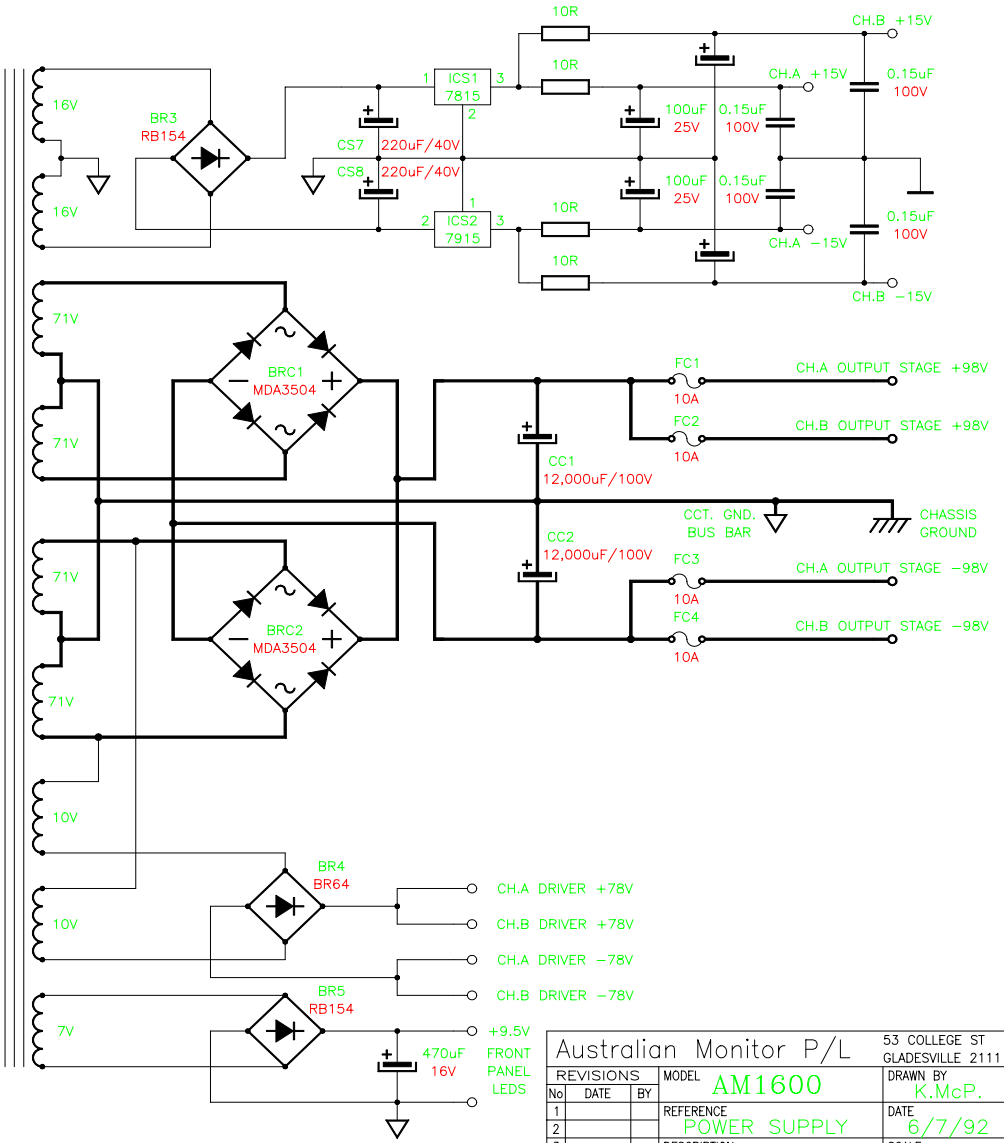 10R
CH.B +15V
16V
BR3
RB154
1
ICS1
7815
3
2
10R
CH.A +15V
0.15uF
100V
CS7
220uF/40V
CS8
220uF/40V
100uF
25V
0.15uF
100V
100uF
25V
0.15uF
100V
16V
1
2
ICS2
7915
3
10R
CH.A −15V
0.15uF
100V
10R
CH.B −15V
71V
BRC1
MDA3504
− +
71V
FC1
10A
CH.A OUTPUT STAGE +98V
FC2
10A
CH.B OUTPUT STAGE +98V
CC1
12,000uF/100V
CCT. GND.
BUS BAR
CHASSIS
GROUND
CC2
12,000uF/100V
71V
BRC2
MDA3504
− +
71V
FC3
10A
CH.A OUTPUT STAGE −98V
FC4
10A
CH.B OUTPUT STAGE −98V
10V
BR4
BR64
10V
CH.A DRIVER +78V
CH.B DRIVER +78V
CH.A DRIVER −78V
CH.B DRIVER −78V
7V
BR5
RB154
470uF
16V
+9.5V
FRONT
PANEL
LEDS
Australian Monitor P/L
53 COLLEGE ST
GLADESVILLE 2111
REVISIONS
No DATE BY
1
2
MODEL
AM1600
DRAWN BY
K.McP.
REFERENCE
POWER SUPPLY
DATE
6/7/92